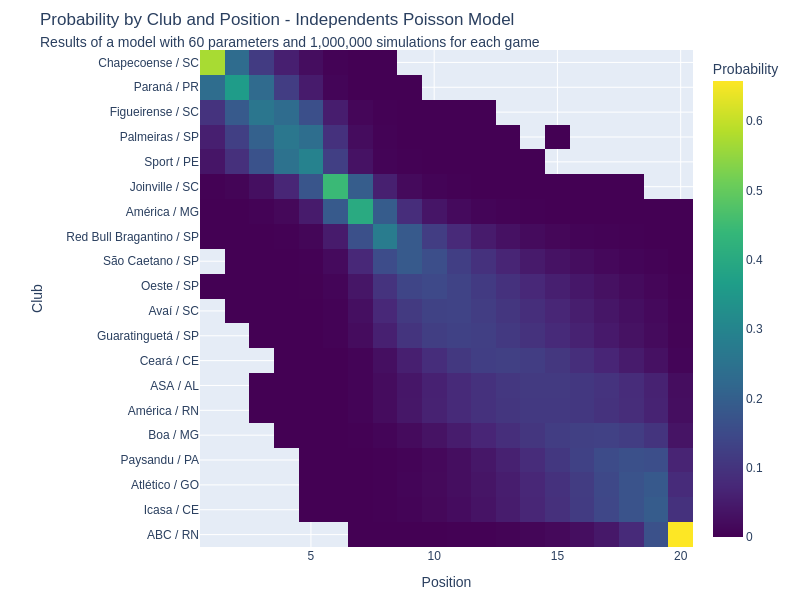 Probability by Club and Position - Independents Poisson Model
Results of a model with 60 parameters and 1,000,000 simulations for each game
Probability
Chapecoense / SC
Paraná / PR
Figueirense / SC
Palmeiras / SP
Sport / PE
Joinville / SC
América / MG
Red Bull Bragantino / SP
São Caetano / SP
Oeste / SP
Avaí / SC
Guaratinguetá / SP
Ceará / CE
ASA / AL
América / RN
Boa / MG
Paysandu / PA
Atlético / GO
Icasa / CE
ABC / RN
Club
5 10 15 20
Position
0.6
0.5
0.4
0.3
0.2
0.1
0